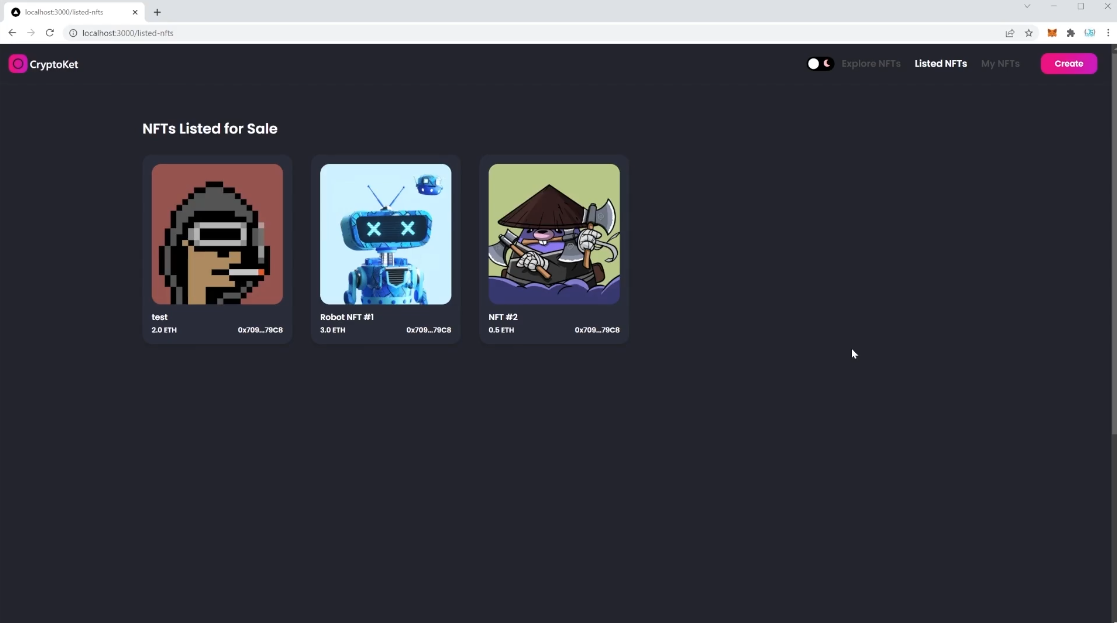 localhost:3000/listed-nfts
localhost:3000/listed-nfts
CryptoKet
Explore NFTs
Listed NFTs
My NFTs
Create
NFTs Listed for Sale
test
2.0 ETH 0x709...79C8
Robot NFT #1
3.0 ETH 0x709...79C8
NFT #2
0.5 ETH 0x709...79C8